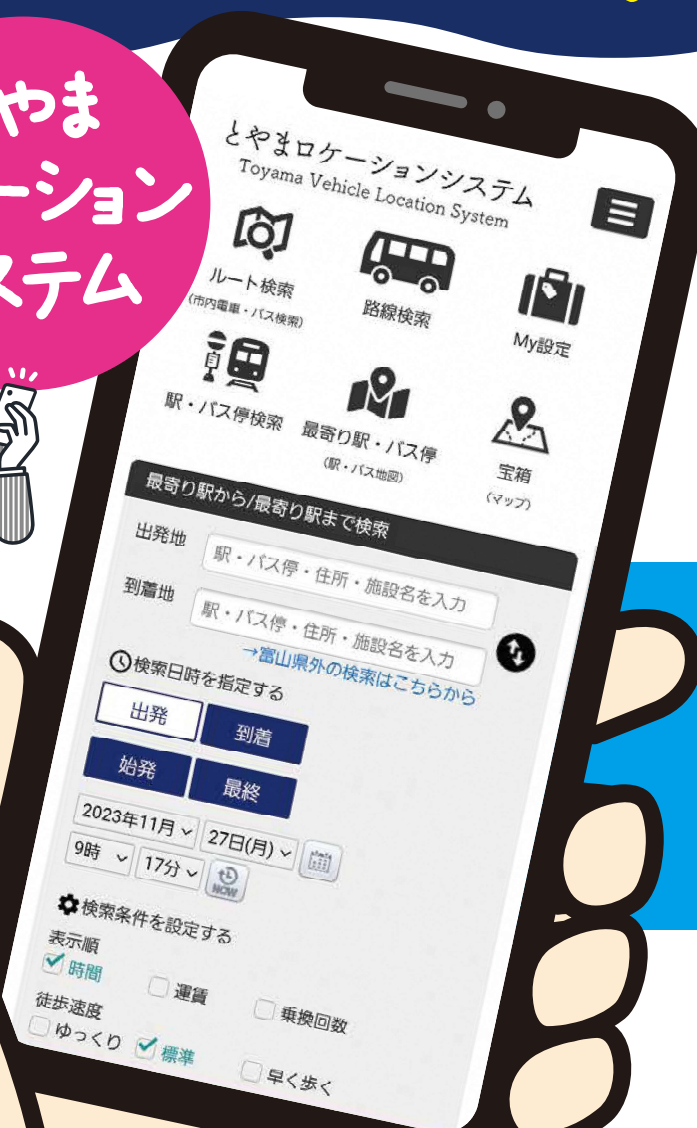 やま
ーション
ステム
とやまロケーションシステム
Toyama Vehicle Location System
ルート検索
(市内電車・バス検索)
路線検索
My設定
駅・バス停検索
最寄り駅・バス停
(駅・バス地図)
宝箱
(マップ)
最寄り駅から/最寄り駅まで検索
出発地
駅・バス停・住所・施設名を入力
到着地
駅・バス停・住所・施設名を入力
→富山県外の検索はこちらから
検索日時を指定する
出発 到着
始発 最終
2023年11月 27日(月)
9時 17分 NOW
検索条件を設定する
表示順
時間 運賃 乗換回数
徒歩速度
ゆっくり 標準 早く歩く